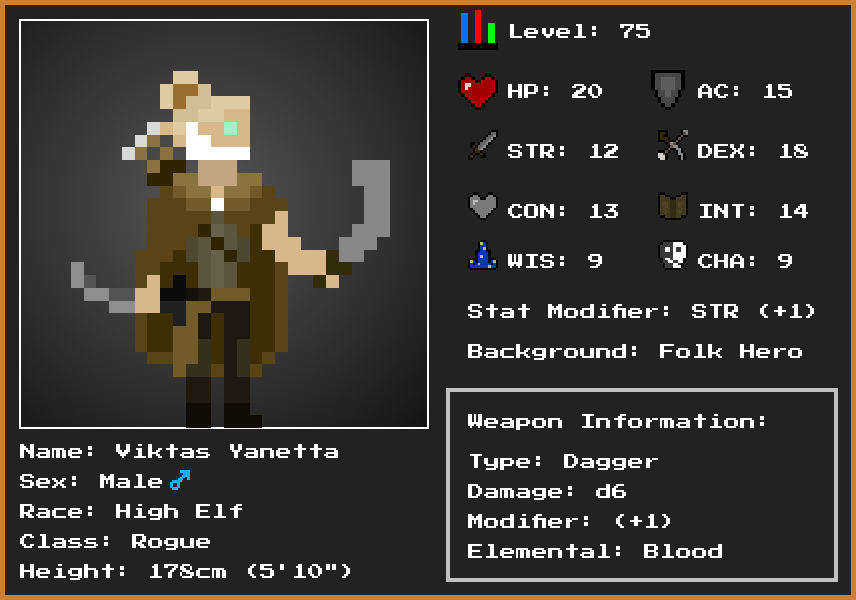 Level: 75
HP: 20 AC: 15
STR: 12 DEX: 18
CON: 13 INT: 14
WIS: 9 CHA: 9
Stat Modifier: STR (+1)
Background: Folk Hero
Weapon Information:
Type: Dagger
Damage: d6
Modifier: (+1)
Elemental: Blood
Name: Viktas Yanetta
Sex: Male♂
Race: High Elf
Class: Rogue
Height: 178cm (5'10")